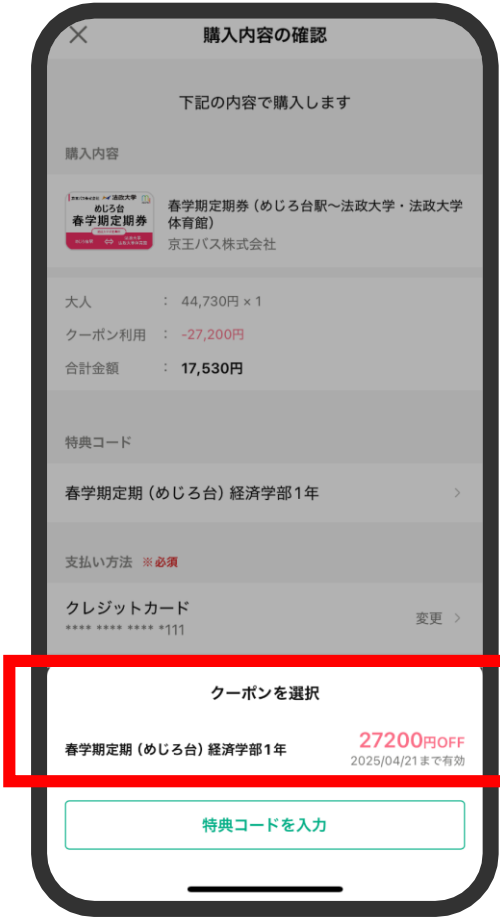 購入内容の確認
下記の内容で購入します
購入内容
法政大学
めじろ台
春学期定期券
春学期定期券（めじろ台駅〜法政大学・法政大学
体育館）
京王バス株式会社
大人 : 44,730円 × 1
クーポン利用 : -27,200円
合計金額 : 17,530円
特典コード
春学期定期（めじろ台）経済学部1年
支払い方法 ※必須
クレジットカード
**** **** **** *111
変更
クーポンを選択
春学期定期（めじろ台）経済学部1年
27200円OFF
2025/04/21まで有効
特典コードを入力